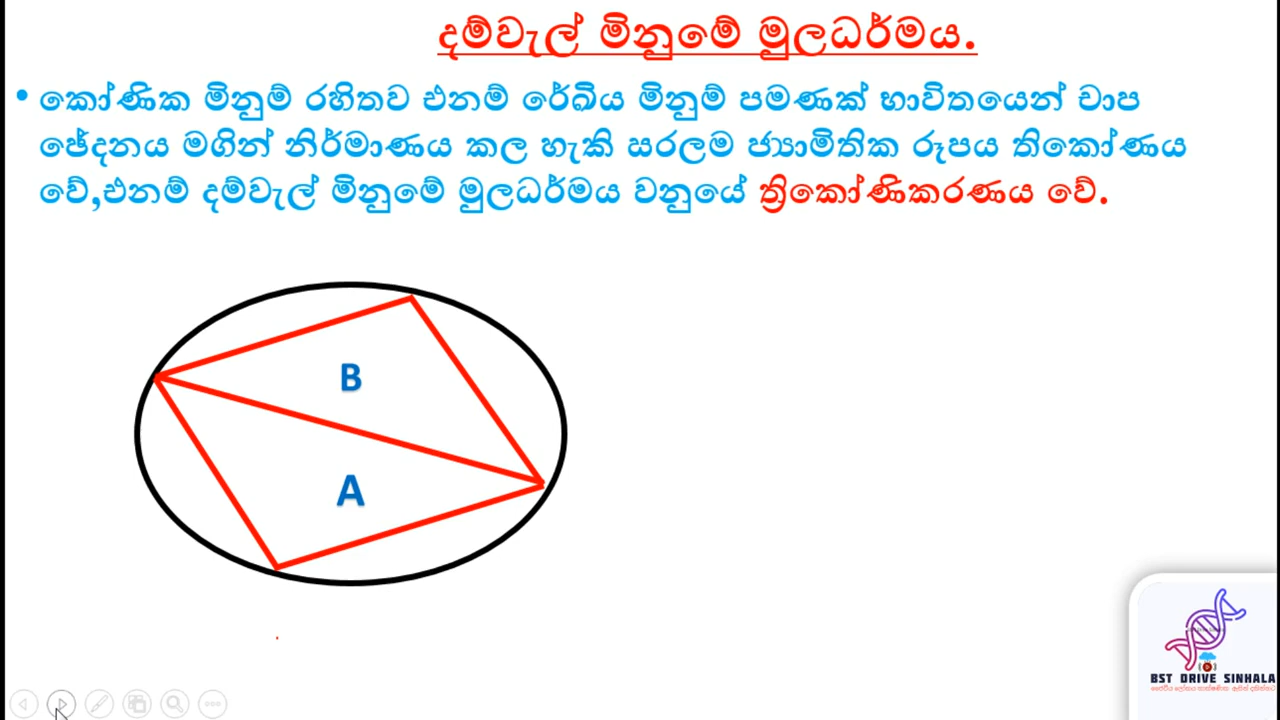 දම්වැල් මිනුමේ මූලධර්මය.
• කෝණික මිනුම් රහිතව එනම් රේඛිය මිනුම් පමණක් භාවිතයෙන් චාප
ඡේදනය මගින් නිර්මාණය කල හැකි සරලම ජ්‍යාමිතික රූපය තිකෝණය
වේ,එනම් දම්වැල් මිනුමේ මුලධර්මය වනුයේ ත්‍රිකෝණිකරණය වේ.
B
A
BST DRIVE SINHALA